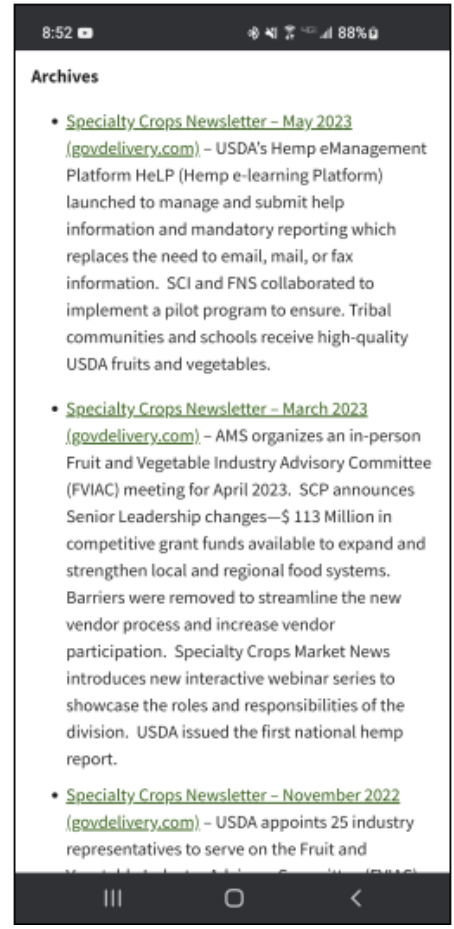 8:52 88%
Archives
• Specialty Crops Newsletter – May 2023
(govdelivery.com) – USDA's Hemp eManagement
Platform HeLP (Hemp e-learning Platform)
launched to manage and submit help
information and mandatory reporting which
replaces the need to email, mail, or fax
information. SCI and FNS collaborated to
implement a pilot program to ensure. Tribal
communities and schools receive high-quality
USDA fruits and vegetables.
• Specialty Crops Newsletter – March 2023
(govdelivery.com) – AMS organizes an in-person
Fruit and Vegetable Industry Advisory Committee
(FVIAC) meeting for April 2023. SCP announces
Senior Leadership changes—$ 113 Million in
competitive grant funds available to expand and
strengthen local and regional food systems.
Barriers were removed to streamline the new
vendor process and increase vendor
participation. Specialty Crops Market News
introduces new interactive webinar series to
showcase the roles and responsibilities of the
division. USDA issued the first national hemp
report.
• Specialty Crops Newsletter – November 2022
(govdelivery.com) – USDA appoints 25 industry
representatives to serve on the Fruit and